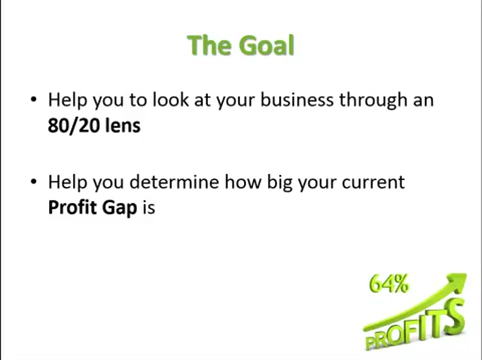 The Goal
• Help you to look at your business through an
80/20 lens
• Help you determine how big your current
Profit Gap is
64%
PROFITS